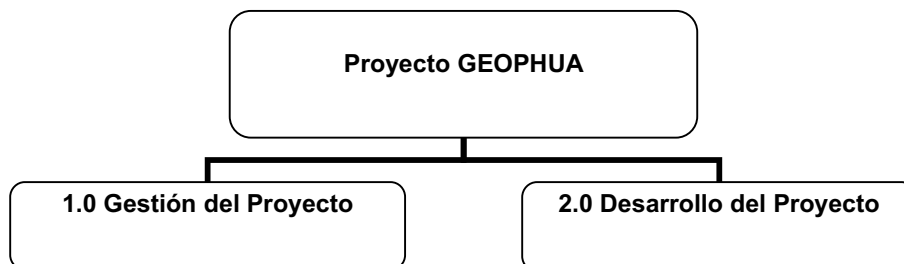 Proyecto GEOPHUA
1.0 Gestión del Proyecto
2.0 Desarrollo del Proyecto